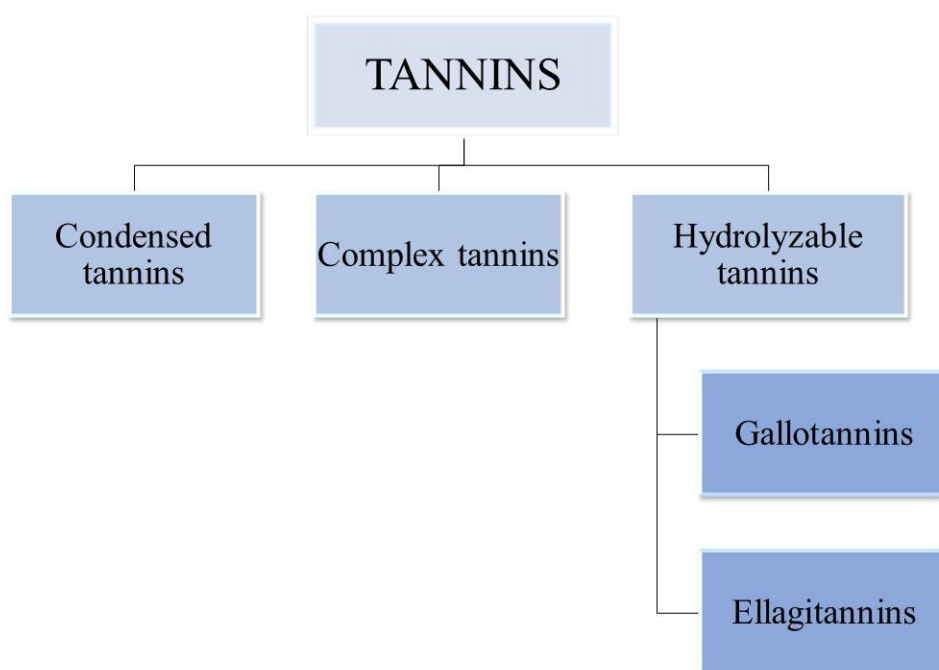 TANNINS
Condensed
tannins
Complex tannins
Hydrolyzable
tannins
Gallotannins
Ellagitannins